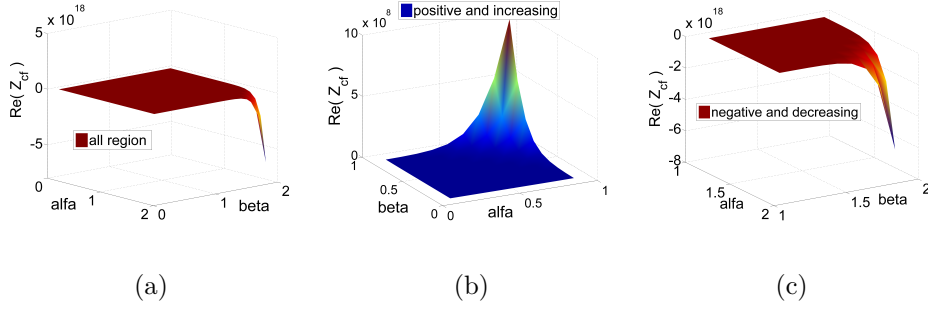 x 10^18
5
0
-5
Re( Z_cf )
all region
0
1
2
alfa
0
1
2
beta
(a)
positive and increasing
x 10^8
10
5
0
Re( Z_cf )
1
0.5
0
beta
0
0.5
1
alfa
(b)
x 10^18
0
-2
-4
-6
-8
Re( Z_cf )
negative and decreasing
1
1.5
2
alfa
1
1.5
2
beta
(c)